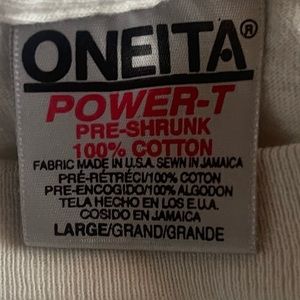 ONEITA®
POWER-T
PRE-SHRUNK
100% COTTON
FABRIC MADE IN U.S.A. SEWN IN JAMAICA
PRÉ-RÉTRÉCI/100% COTON
PRE-ENCOGIDO/100% ALGODON
TELA HECHO EN LOS E.U.A.
COSIDO EN JAMAICA
LARGE/GRAND/GRANDE